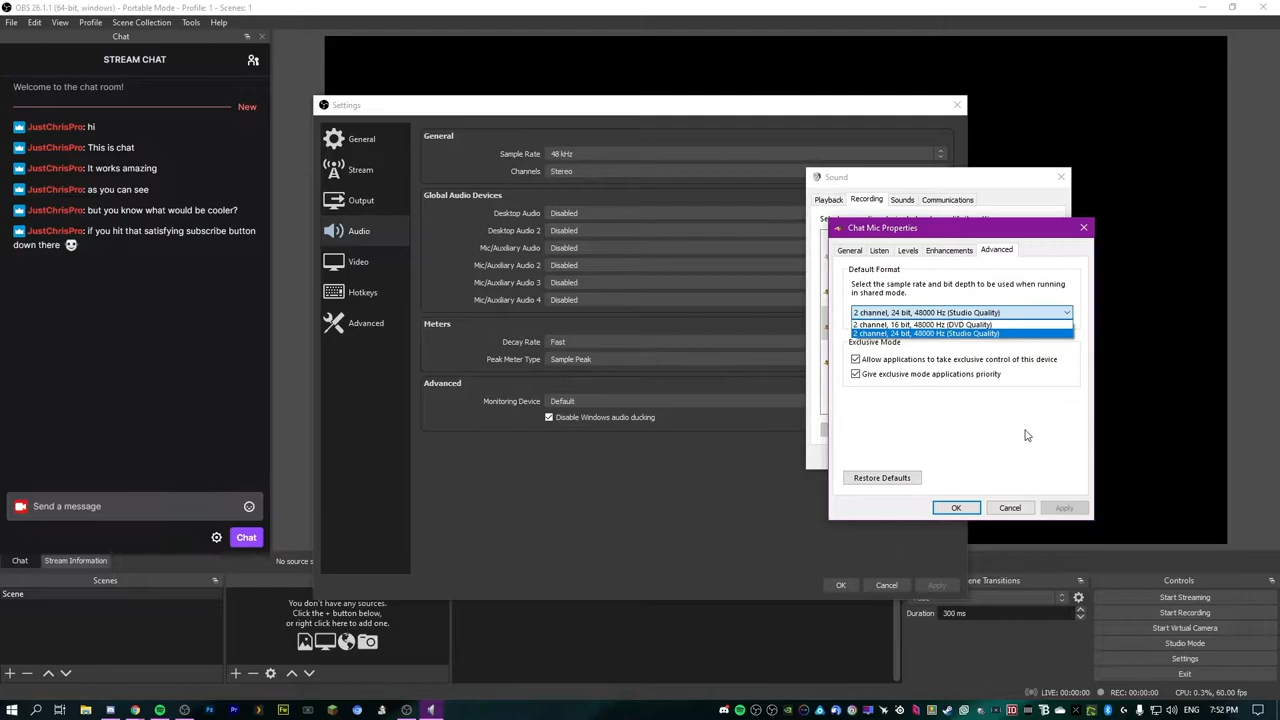 OBS 26.1.1 (64-bit, windows) - Portable Mode - Profile: 1 - Scenes: 1
File Edit View Profile Scene Collection Tools Help
Chat
STREAM CHAT
Welcome to the chat room!
New
JustChrisPro: hi
JustChrisPro: This is chat
JustChrisPro: It works amazing
JustChrisPro: as you can see
JustChrisPro: but you know what would be cooler?
JustChrisPro: if you hit that satisfying subscribe button
down there
Send a message
Chat
Chat Stream Information
Settings
General
Stream
Output
Audio
Video
Hotkeys
Advanced
General
Sample Rate 48 kHz
Channels Stereo
Global Audio Devices
Desktop Audio Disabled
Desktop Audio 2 Disabled
Mic/Auxiliary Audio Disabled
Mic/Auxiliary Audio 2 Disabled
Mic/Auxiliary Audio 3 Disabled
Mic/Auxiliary Audio 4 Disabled
Meters
Decay Rate Fast
Peak Meter Type Sample Peak
Advanced
Monitoring Device Default
Disable Windows audio ducking
OK Cancel Apply
Sound
Playback Recording Sounds Communications
Chat Mic Properties
General Listen Levels Enhancements Advanced
Default Format
Select the sample rate and bit depth to be used when running
in shared mode.
2 channel, 24 bit, 48000 Hz (Studio Quality)
2 channel, 16 bit, 48000 Hz (DVD Quality)
2 channel, 24 bit, 48000 Hz (Studio Quality)
Exclusive Mode
Allow applications to take exclusive control of this device
Give exclusive mode applications priority
Restore Defaults
OK Cancel Apply
No source s
Scenes
Scene
You don't have any sources.
Click the + button below,
or right click here to add one.
ene Transitions
Duration 300 ms
Controls
Start Streaming
Start Recording
Start Virtual Camera
Studio Mode
Settings
Exit
LIVE: 00:00:00 REC: 00:00:00 CPU: 0.3%, 60.00 fps
ENG 7:52 PM